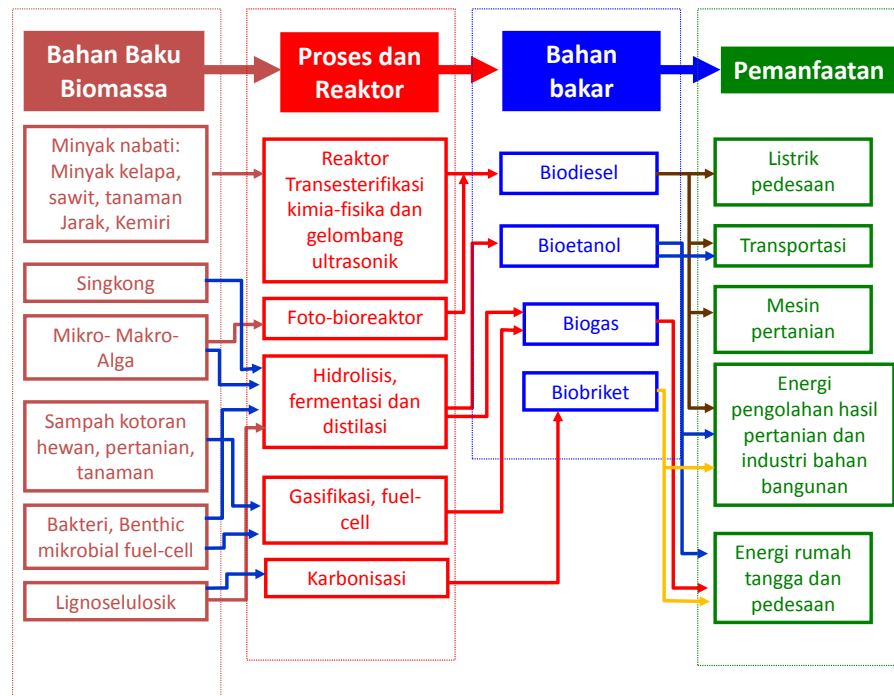 Bahan Baku
Biomassa
Proses dan
Reaktor
Bahan
bakar
Pemanfaatan
Minyak nabati:
Minyak kelapa,
sawit, tanaman
Jarak, Kemiri
Singkong
Mikro- Makro-
Alga
Sampah kotoran
hewan, pertanian,
tanaman
Bakteri, Benthic
mikrobial fuel-cell
Lignoselulosik
Reaktor
Transesterifikasi
kimia-fisika dan
gelombang
ultrasonik
Foto-bioreaktor
Hidrolisis,
fermentasi dan
distilasi
Gasifikasi, fuel-
cell
Karbonisasi
Biodiesel
Bioetanol
Biogas
Biobriket
Listrik
pedesaan
Transportasi
Mesin
pertanian
Energi
pengolahan hasil
pertanian dan
industri bahan
bangunan
Energi rumah
tangga dan
pedesaan